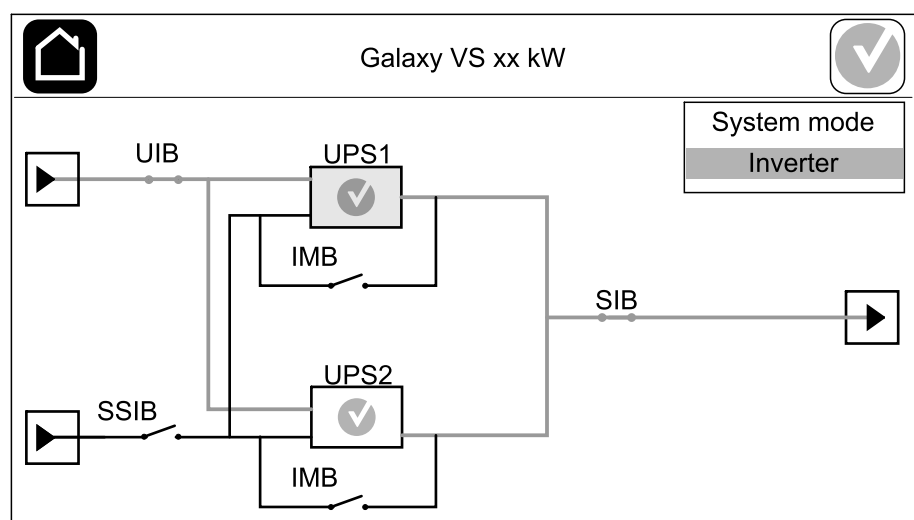 Galaxy VS xx kW
System mode
Inverter
UIB
UPS1
IMB
SIB
UPS2
SSIB
IMB